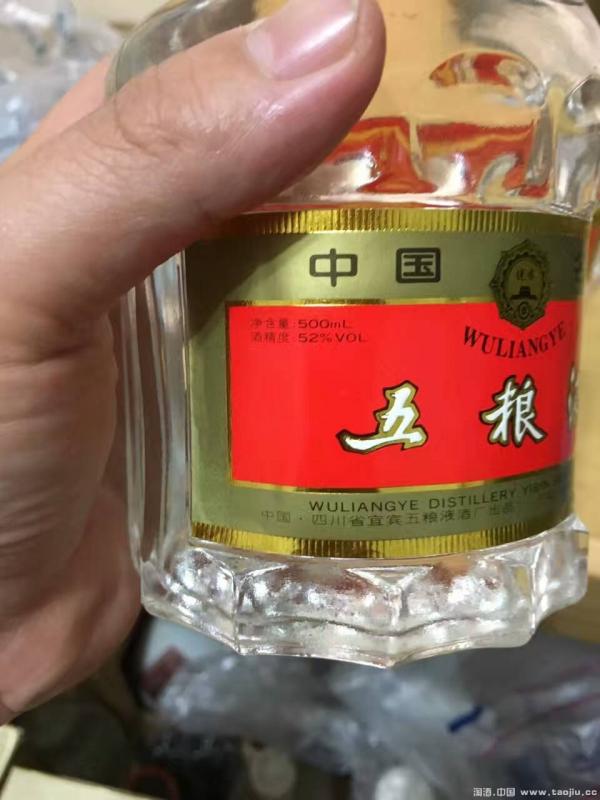 中国
净含量:500mL
酒精度:52%VOL
WULIANGYE
五粮
WULIANGYE DISTILLERY YIBIN
中国·四川省宜宾五粮液酒厂出品
淘酒.中国 www.taojiu.cc